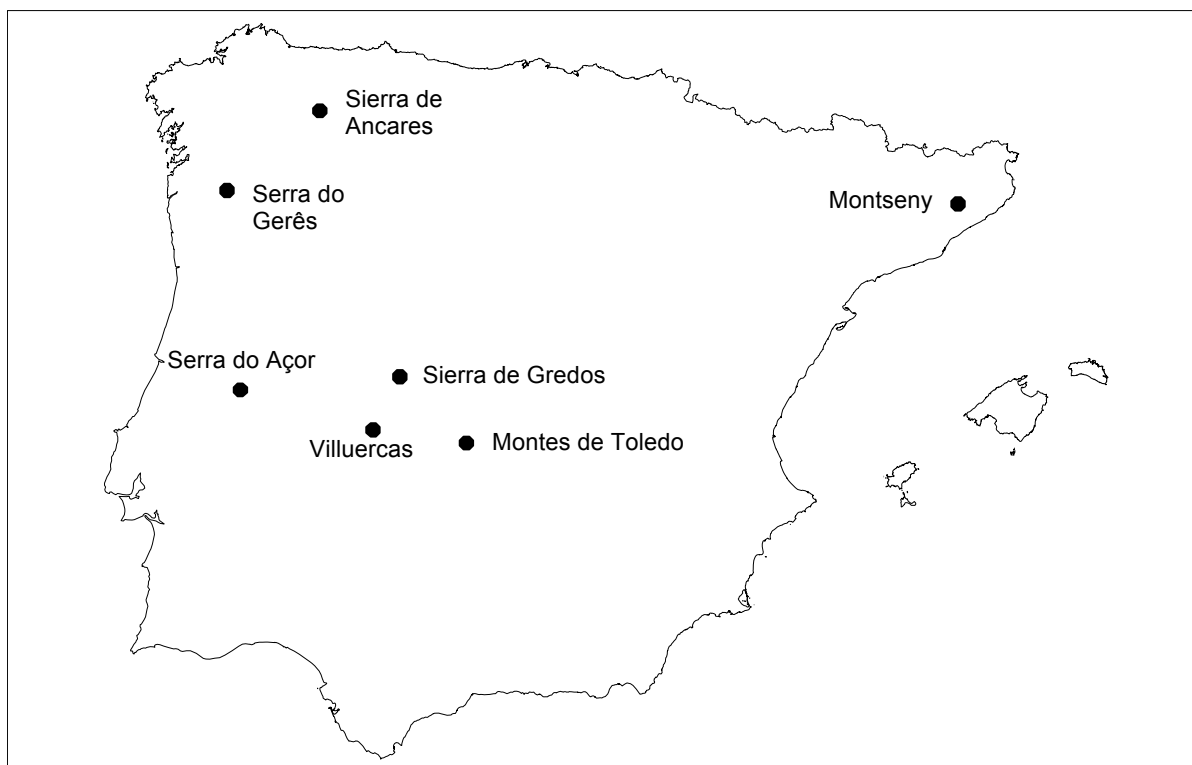 Sierra de
Ancares
Serra do
Gerês
Montseny
Serra do Açor
Sierra de Gredos
Villuercas
Montes de Toledo